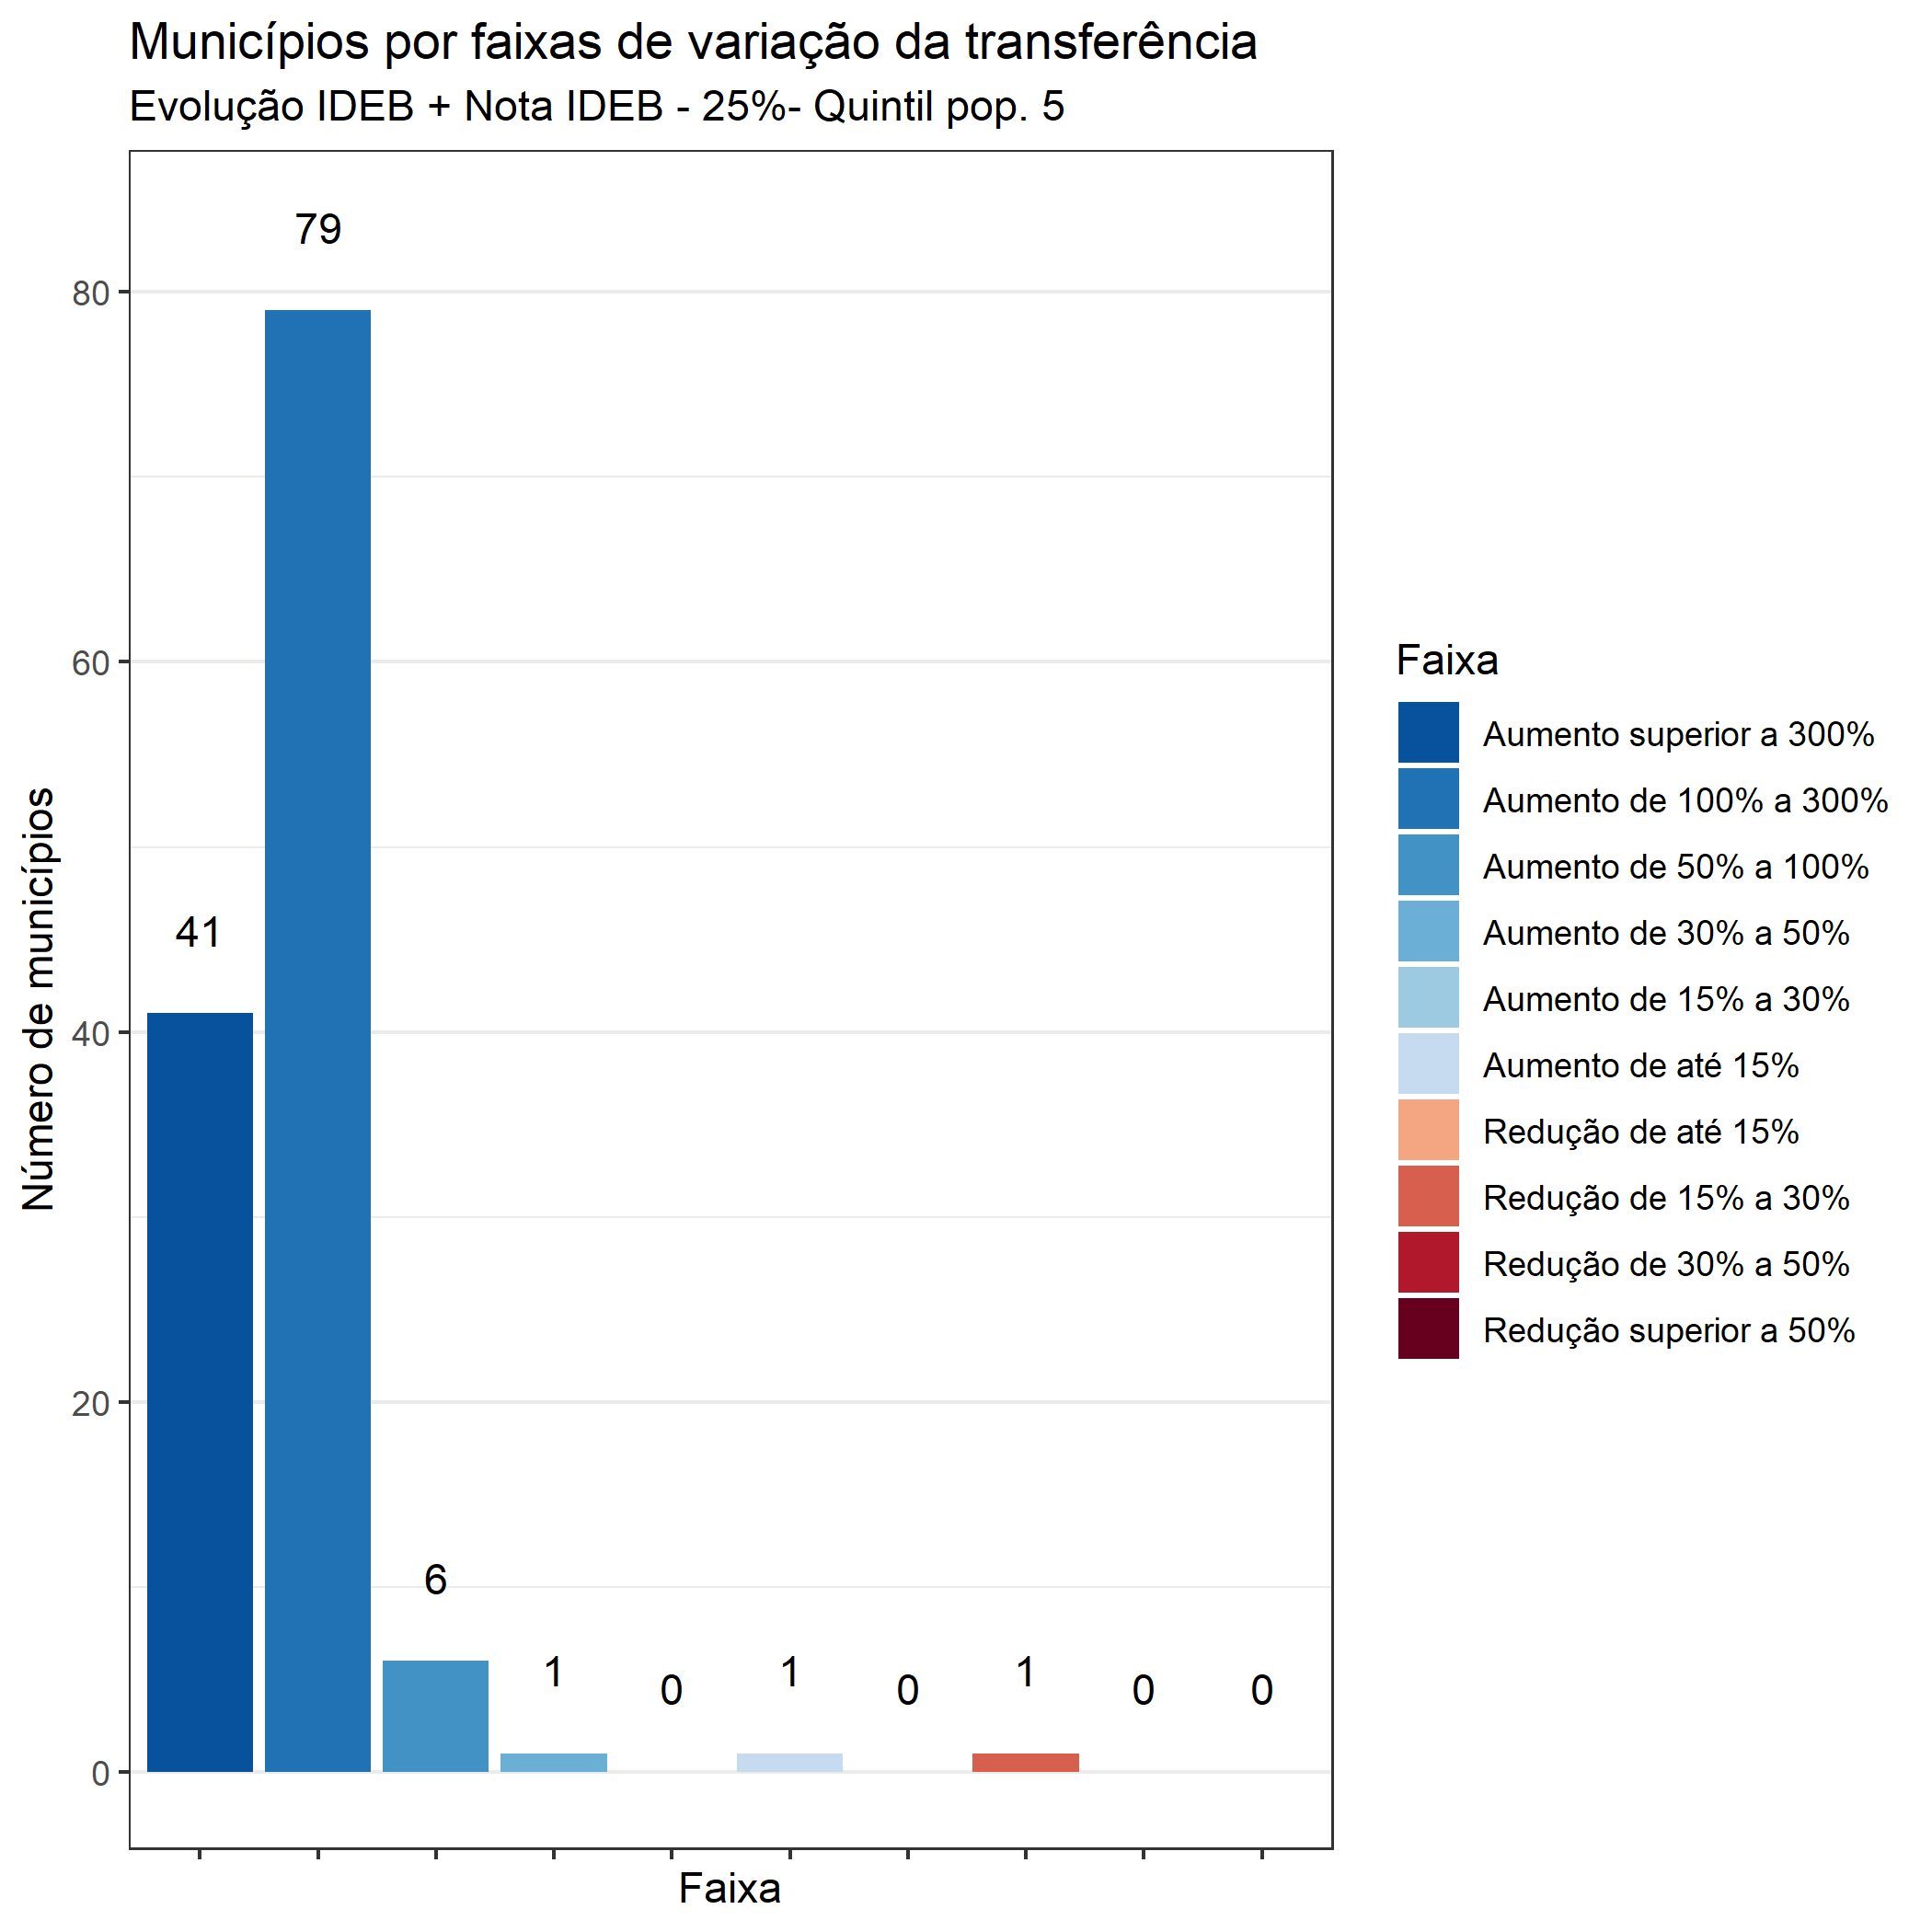 Municípios por faixas de variação da transferência
Evolução IDEB + Nota IDEB - 25%- Quintil pop. 5
Número de municípios
80
60
40
20
0
41
79
6
1
0
1
0
1
0
0
Faixa
Faixa
Aumento superior a 300%
Aumento de 100% a 300%
Aumento de 50% a 100%
Aumento de 30% a 50%
Aumento de 15% a 30%
Aumento de até 15%
Redução de até 15%
Redução de 15% a 30%
Redução de 30% a 50%
Redução superior a 50%